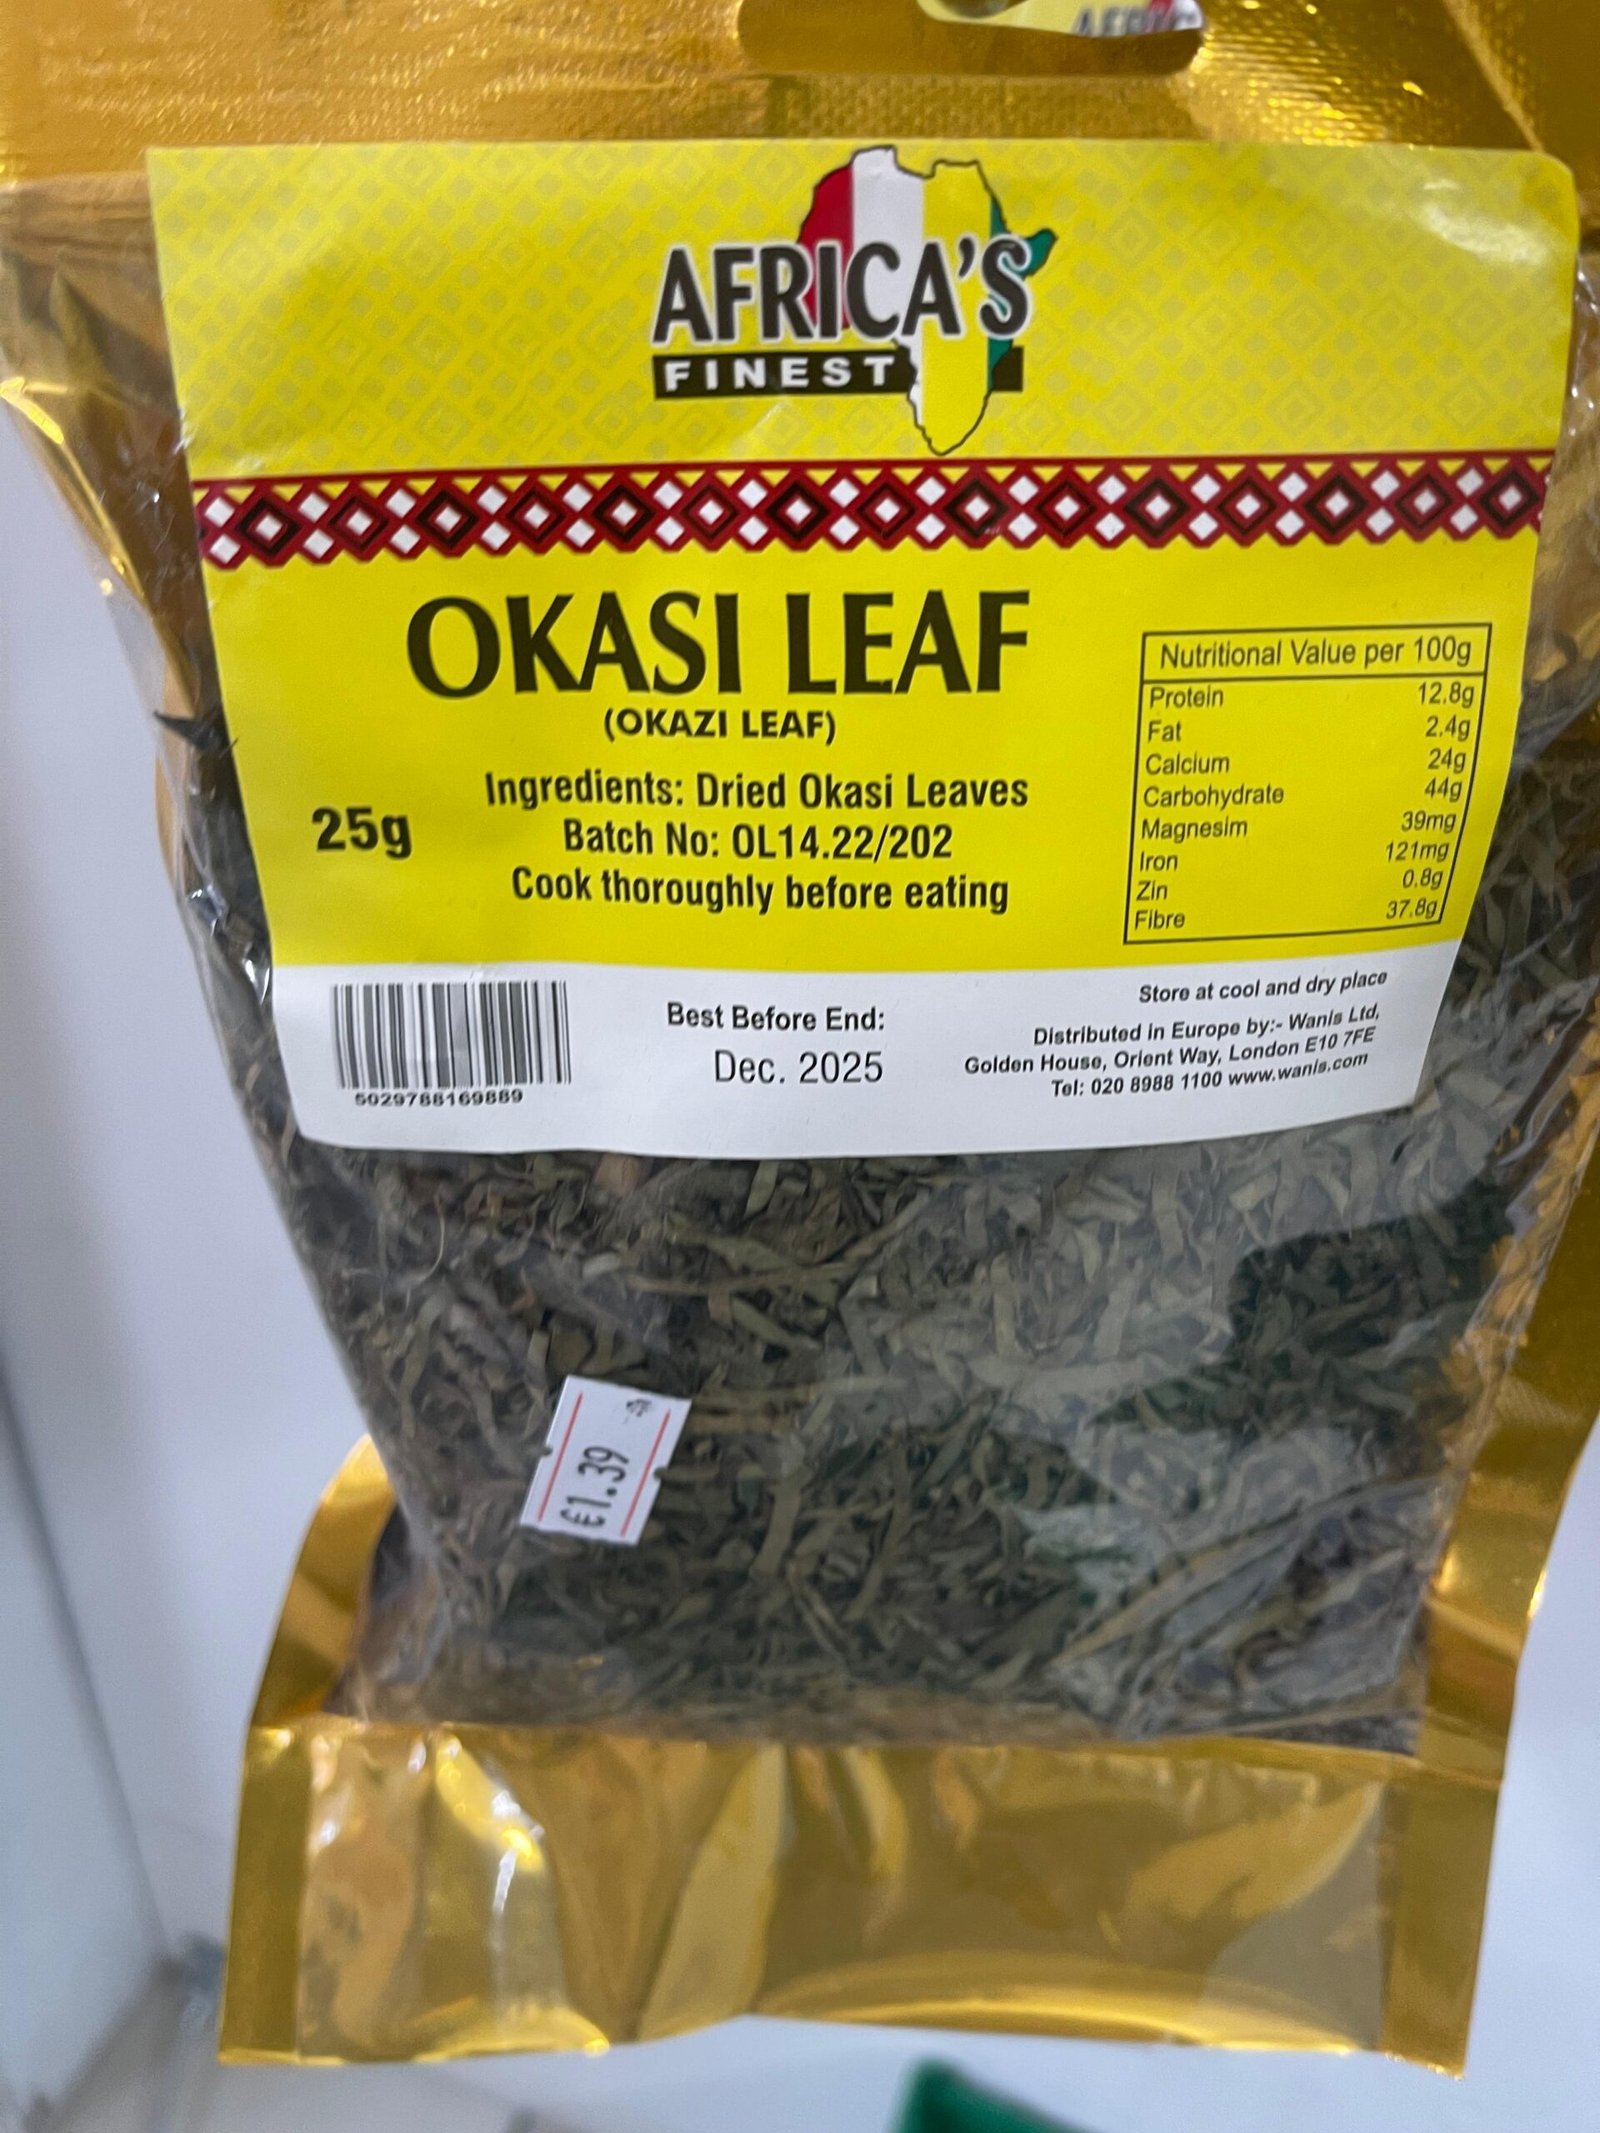 AFRICA'S
FINEST
OKASI LEAF
(OKAZI LEAF)
25g
Ingredients: Dried Okasi Leaves
Batch No: OL14.22/202
Cook thoroughly before eating
Nutritional Value per 100g
Protein 12.8g
Fat 2.4g
Calcium 24g
Carbohydrate 44g
Magnesim 39mg
Iron 121mg
Zin 0.8g
Fibre 37.8g
5029788169889
Best Before End:
Dec. 2025
Store at cool and dry place
Distributed in Europe by:- Wanis Ltd,
Golden House, Orient Way, London E10 7FE
Tel: 020 8988 1100 www.wanis.com
£1.39